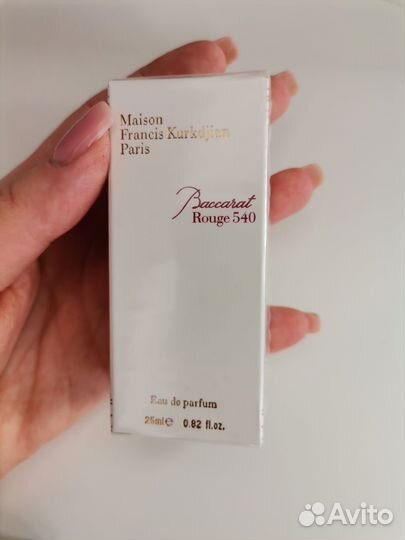 Maison
Francis Kurkdjian
Paris
Baccarat
Rouge 540
Eau de parfum
25ml℮ 0.82 fl.oz.
Avito